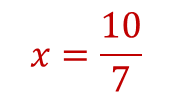 x = 10/7